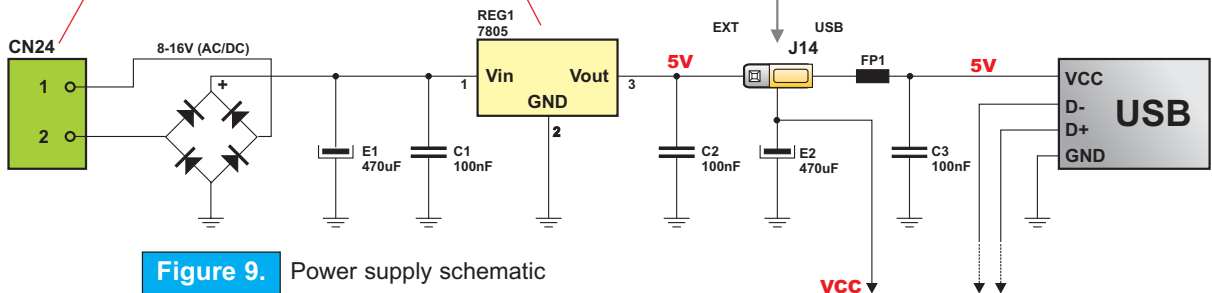 REG1
7805
CN24
8-16V (AC/DC)
1
2
+
Vin
Vout
GND
1
3
2
E1
470uF
C1
100nF
5V
C2
100nF
EXT
USB
J14
E2
470uF
FP1
C3
100nF
5V
VCC
D-
D+
GND
USB
VCC
Figure 9. Power supply schematic